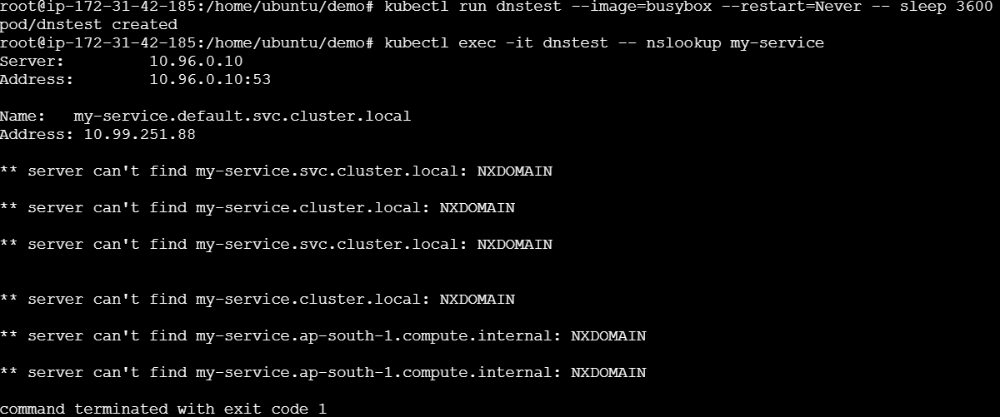 root@ip-172-31-42-185:/home/ubuntu/demo# kubectl run dnstest --image=busybox --restart=Never -- sleep 3600
pod/dnstest created
root@ip-172-31-42-185:/home/ubuntu/demo# kubectl exec -it dnstest -- nslookup my-service
Server:         10.96.0.10
Address:        10.96.0.10:53

Name:   my-service.default.svc.cluster.local
Address: 10.99.251.88

** server can't find my-service.svc.cluster.local: NXDOMAIN

** server can't find my-service.cluster.local: NXDOMAIN

** server can't find my-service.svc.cluster.local: NXDOMAIN


** server can't find my-service.cluster.local: NXDOMAIN

** server can't find my-service.ap-south-1.compute.internal: NXDOMAIN

** server can't find my-service.ap-south-1.compute.internal: NXDOMAIN

command terminated with exit code 1